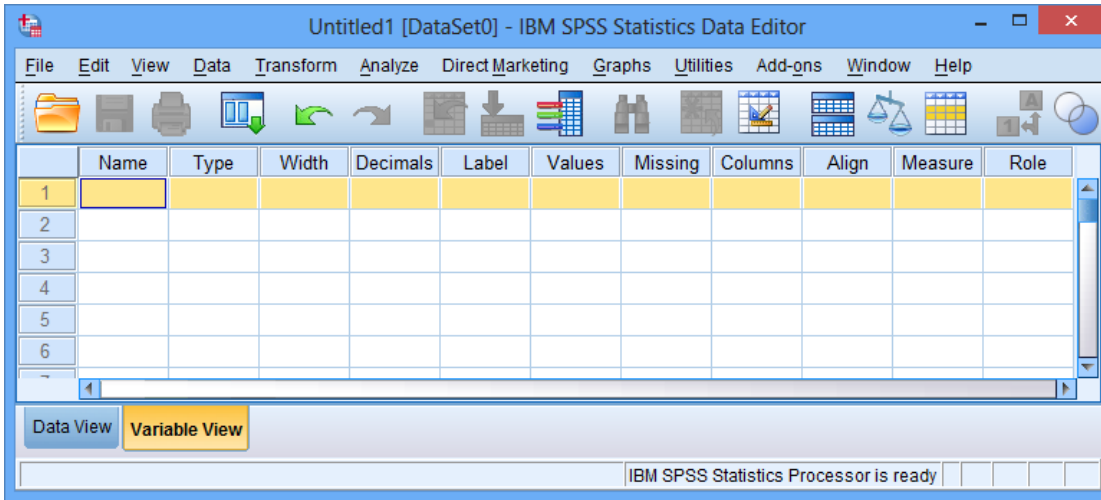 Untitled1 [DataSet0] - IBM SPSS Statistics Data Editor
File Edit View Data Transform Analyze Direct Marketing Graphs Utilities Add-ons Window Help
A
1
Name Type Width Decimals Label Values Missing Columns Align Measure Role
1
2
3
4
5
6
Data View Variable View
IBM SPSS Statistics Processor is ready